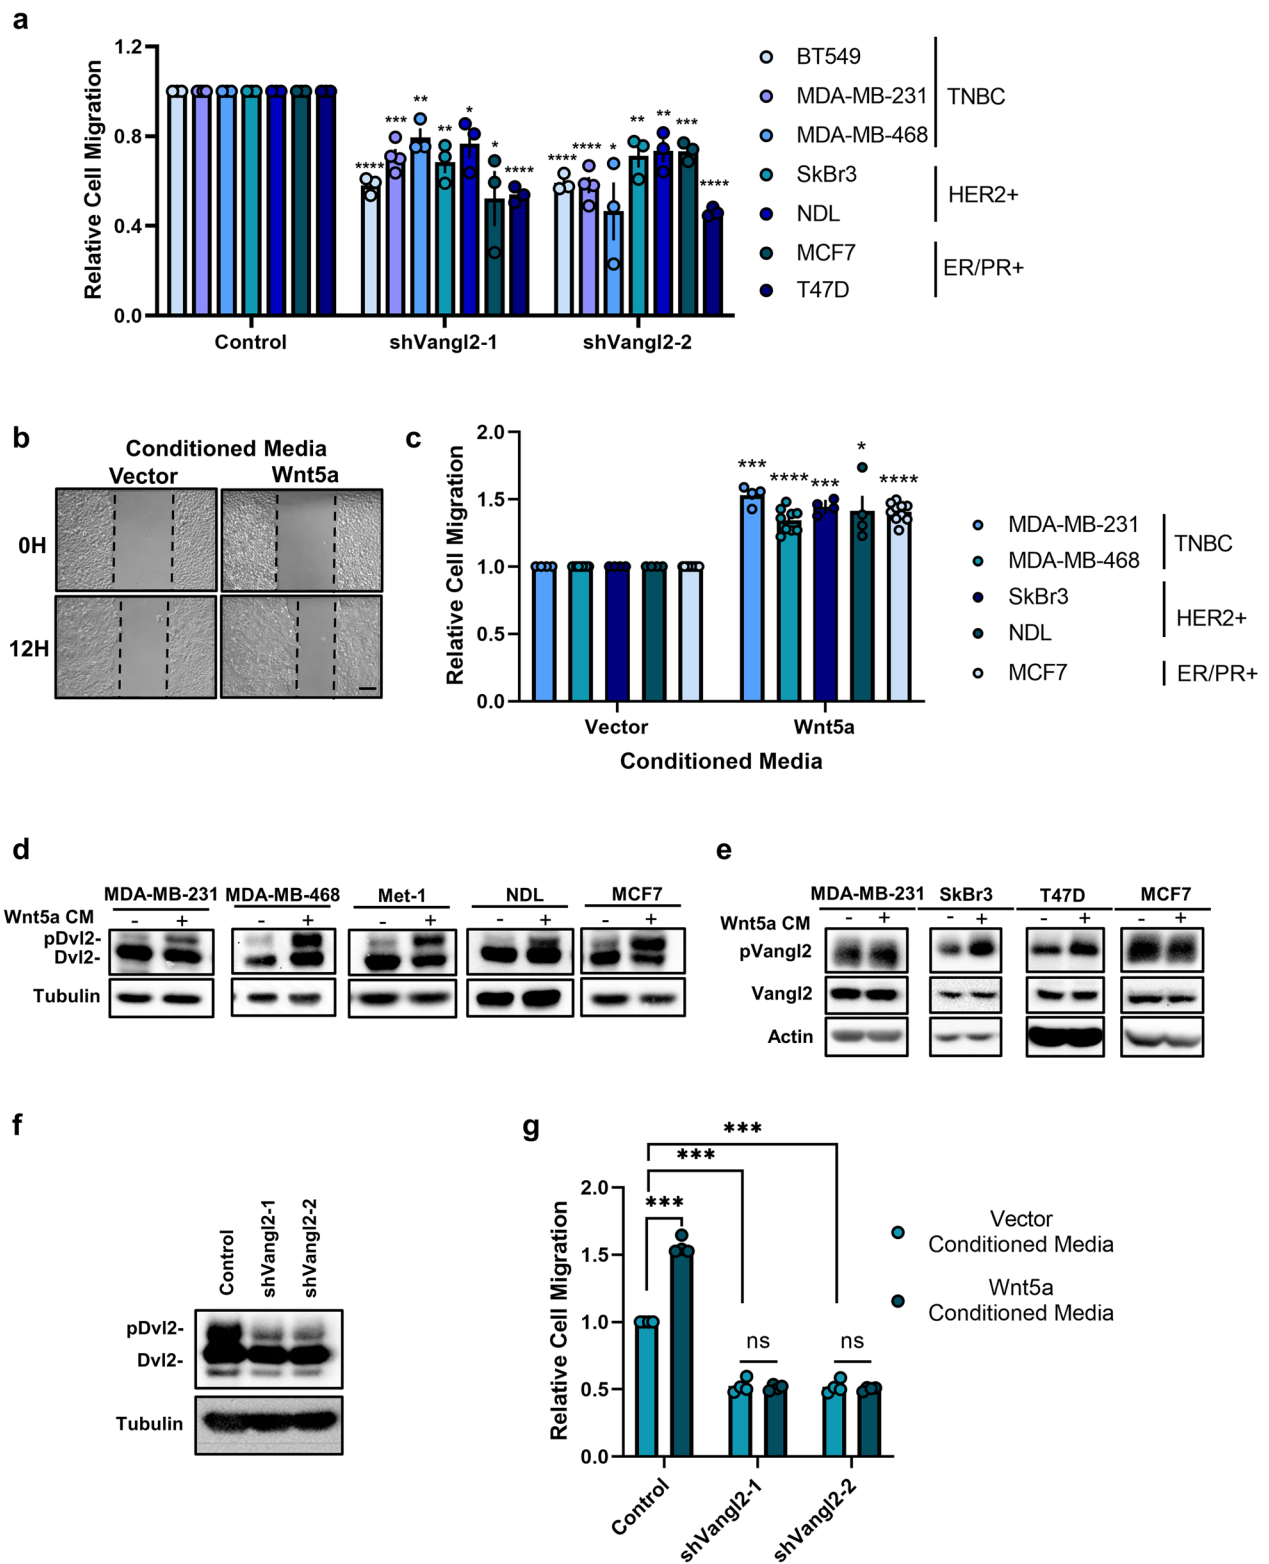 a
1.2
0.8
0.4
0.0
Relative Cell Migration
**** *** ** ** * * ****
**** **** * ** ** *** ****
Control shVangl2-1 shVangl2-2
BT549
MDA-MB-231
MDA-MB-468
SkBr3
NDL
MCF7
T47D
TNBC
HER2+
ER/PR+
b
Conditioned Media
Vector Wnt5a
0H
12H
c
2.0
1.5
1.0
0.5
0.0
Relative Cell Migration
*** **** *** * ****
Vector Wnt5a
Conditioned Media
MDA-MB-231
MDA-MB-468
SkBr3
NDL
MCF7
TNBC
HER2+
ER/PR+
d
MDA-MB-231 MDA-MB-468 Met-1 NDL MCF7
Wnt5a CM - + - + - + - + - +
pDvl2-
Dvl2-
Tubulin
e
MDA-MB-231 SkBr3 T47D MCF7
Wnt5a CM - + - + - + - +
pVangl2
Vangl2
Actin
f
Control
shVangl2-1
shVangl2-2
pDvl2-
Dvl2-
Tubulin
g
***
***
***
2.0
1.5
1.0
0.5
0.0
Relative Cell Migration
ns ns
Control
shVangl2-1
shVangl2-2
Vector
Conditioned Media
Wnt5a
Conditioned Media